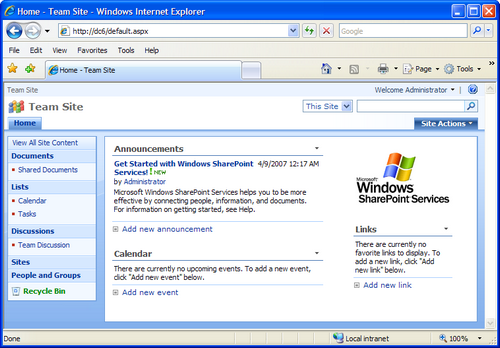 Home - Team Site - Windows Internet Explorer
http://dc6/default.aspx
Google
File Edit View Favorites Tools Help
Home - Team Site
Page Tools
Team Site
Welcome Administrator
Team Site
This Site
Home
Site Actions
View All Site Content
Documents
Shared Documents
Lists
Calendar
Tasks
Discussions
Team Discussion
Sites
People and Groups
Recycle Bin
Announcements
Get Started with Windows SharePoint 4/9/2007 12:17 AM
Services! NEW
by Administrator
Microsoft Windows SharePoint Services helps you to be more
effective by connecting people, information, and documents.
For information on getting started, see Help.
Add new announcement
Calendar
There are currently no upcoming events. To add a new event,
click "Add new event" below.
Add new event
Microsoft
Windows
SharePoint Services
Links
There are currently no
favorite links to display. To
add a new link, click "Add
new link" below.
Add new link
Done
Local intranet
100%